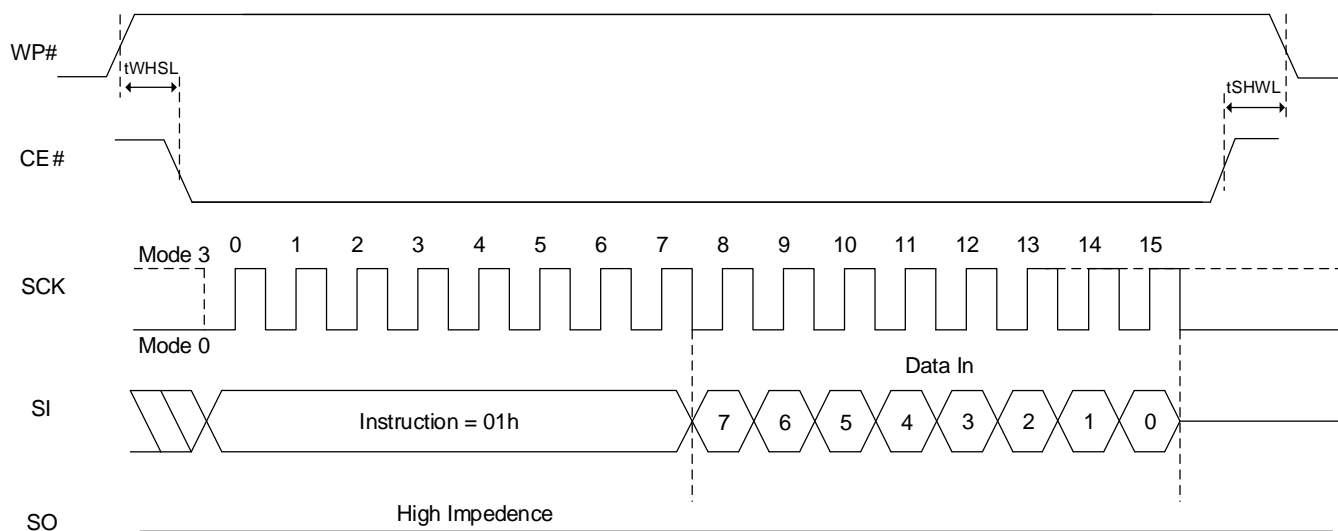 WP#
tWHSL
tSHWL
CE#
0 1 2 3 4 5 6 7 8 9 10 11 12 13 14 15
Mode 3
SCK
Mode 0
Data In
SI
Instruction = 01h
7 6 5 4 3 2 1 0
High Impedence
SO